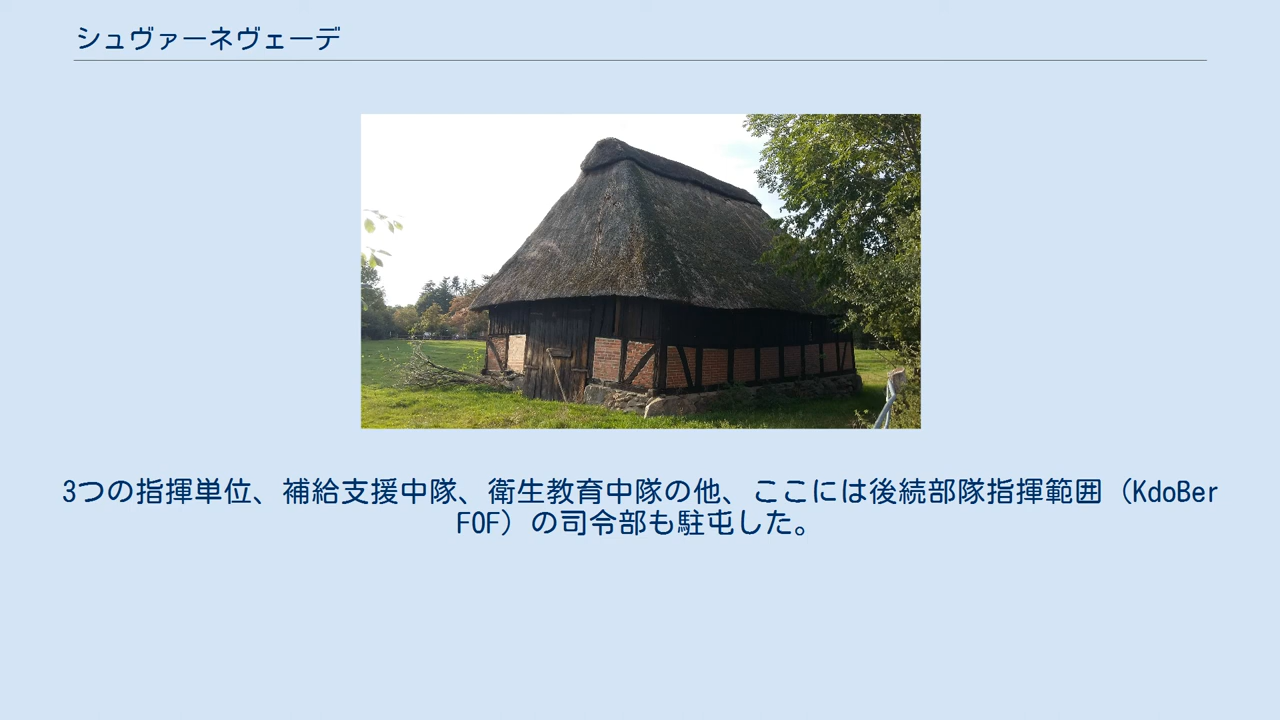 シュヴァーネヴェーデ
3つの指揮単位、補給支援中隊、衛生教育中隊の他、ここには後続部隊指揮範囲（KdoBer
FOF）の司令部も駐屯した。